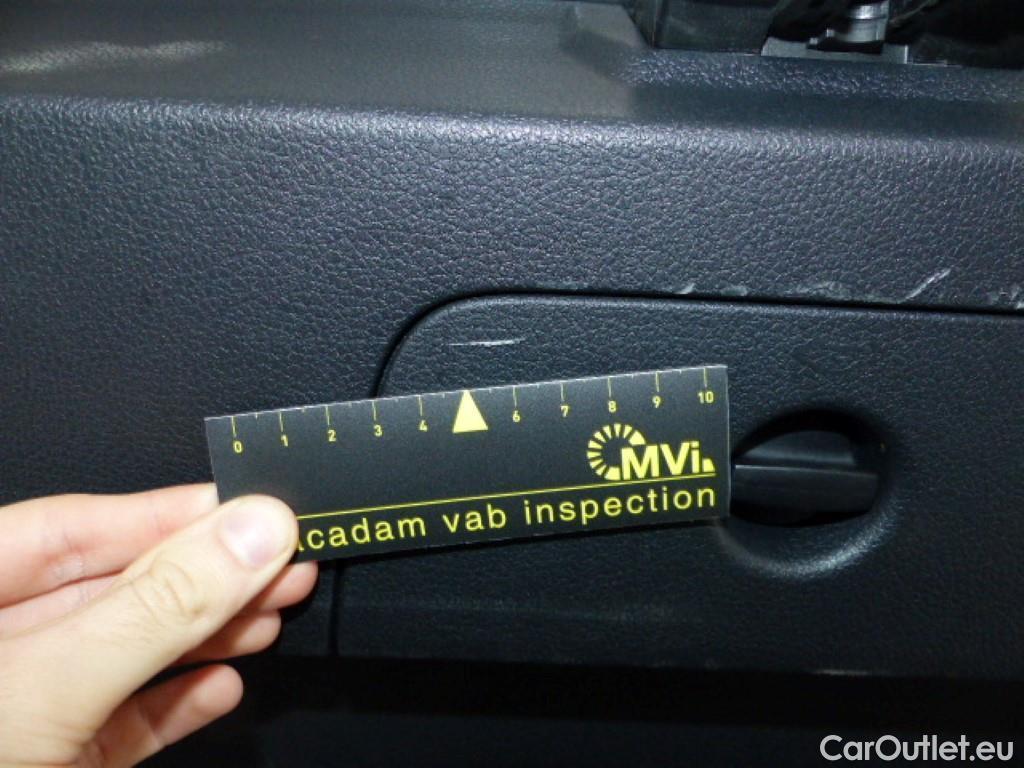 0 1 2 3 4 6 7 8 9 10
MVi
acadam vab inspection
CarOutlet.eu